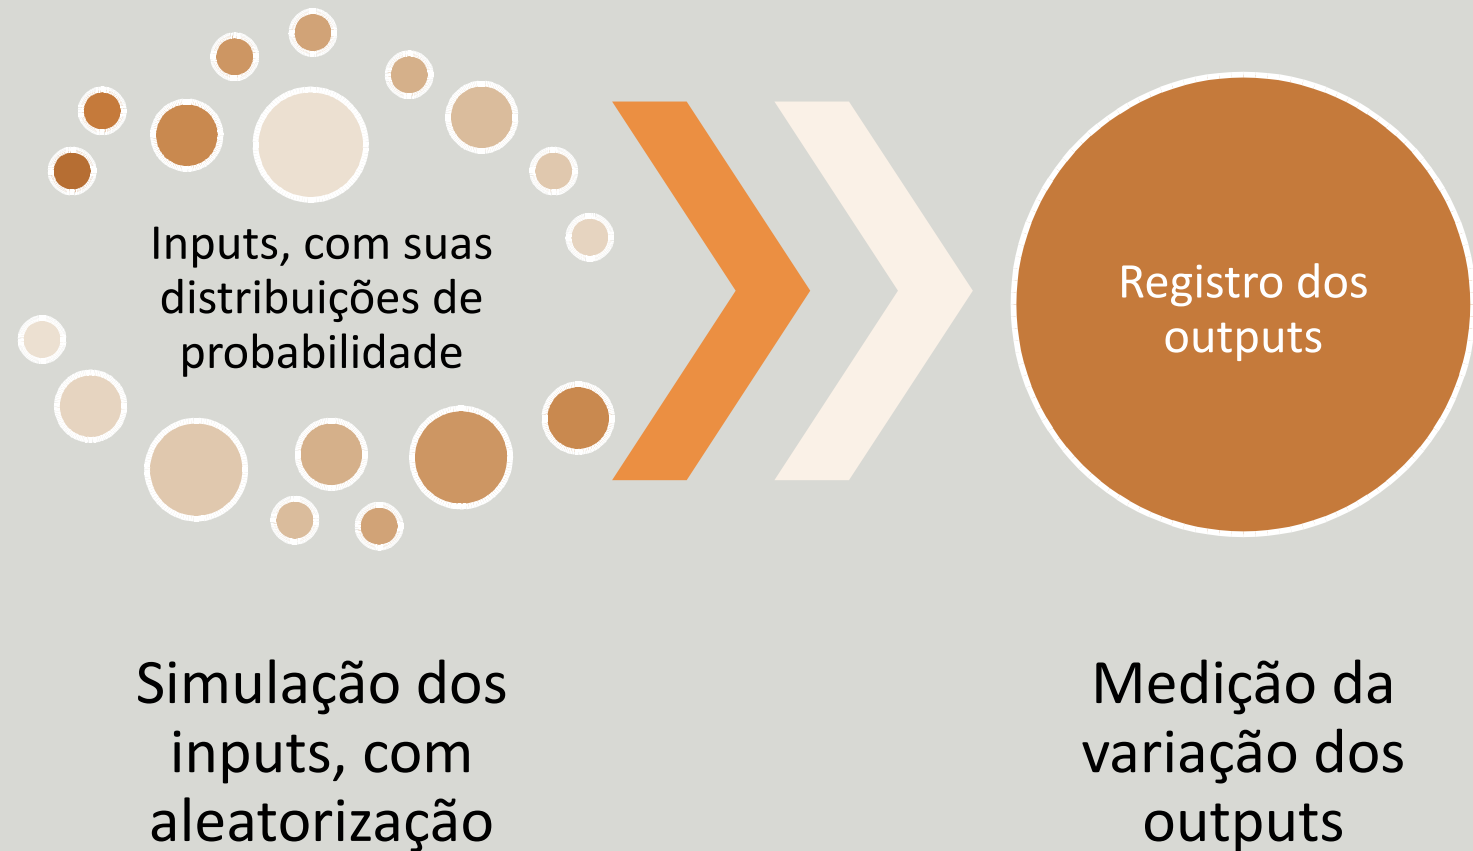 Inputs, com suas
distribuições de
probabilidade
Registro dos
outputs
Simulação dos
inputs, com
aleatorização
Medição da
variação dos
outputs